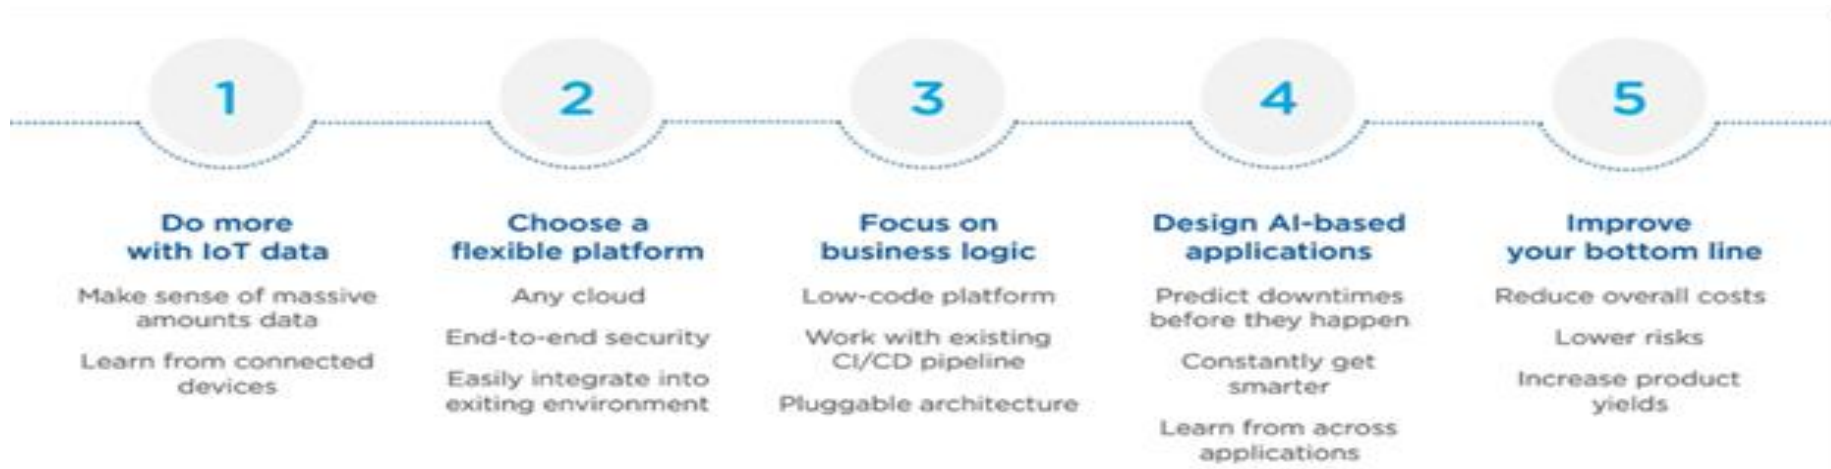 1
Do more
with IoT data
Make sense of massive
amounts data
Learn from connected
devices
2
Choose a
flexible platform
Any cloud
End-to-end security
Easily integrate into
exiting environment
3
Focus on
business logic
Low-code platform
Work with existing
CI/CD pipeline
Pluggable architecture
4
Design AI-based
applications
Predict downtimes
before they happen
Constantly get
smarter
Learn from across
applications
5
Improve
your bottom line
Reduce overall costs
Lower risks
Increase product
yields